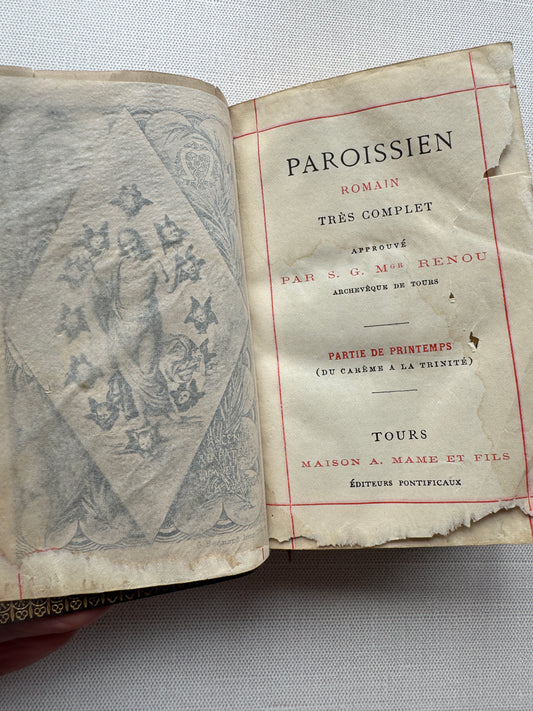 PAROISSIEN
ROMAIN
TRÈS COMPLET
APPROUVÉ
PAR S. G. Mgr RENOU
ARCHEVÊQUE DE TOURS
PARTIE DE PRINTEMPS
(DU CARÊME A LA TRINITÉ)
TOURS
MAISON A. MAME ET FILS
ÉDITEURS PONTIFICAUX